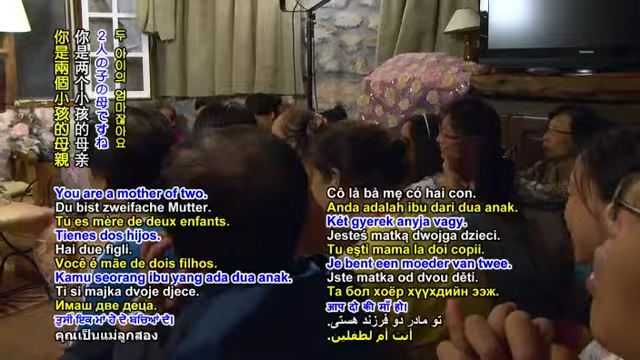 你是兩個小孩的母親
你是两个小孩的母亲
2人の子の母ですね
두 아이의 엄마잖아요
You are a mother of two.
Du bist zweifache Mutter.
Tu es mère de deux enfants.
Tienes dos hijos.
Hai due figli.
Você é mãe de dois filhos.
Kamu seorang ibu yang ada dua anak.
Ti si majka dvoje djece.
Имаш две деца.
ਤੁਸੀਂ ਇਕ ਮਾਂ ਹੋ ਦੋ ਬਚਿਆਂ ਦੇ।
คุณเป็นแม่ลูกสอง
Cô là bà mẹ có hai con.
Anda adalah ibu dari dua anak.
Két gyerek anyja vagy.
Jesteś matką dwojga dzieci.
Tu eşti mama la doi copii.
Je bent een moeder van twee.
Jste matka od dvou dětí.
Та бол хоёр хүүхдийн ээж.
आप दो की माँ हो।
تو مادر دو فرزند هستی.
أنت أم لطفلين.